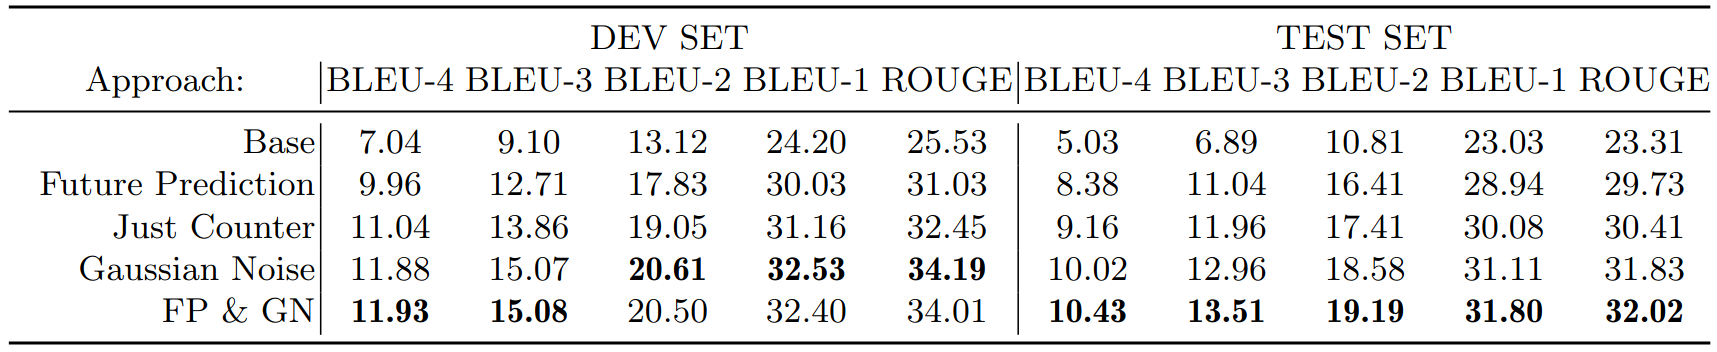 DEV SET TEST SET
Approach: BLEU-4 BLEU-3 BLEU-2 BLEU-1 ROUGE BLEU-4 BLEU-3 BLEU-2 BLEU-1 ROUGE
Base 7.04 9.10 13.12 24.20 25.53 5.03 6.89 10.81 23.03 23.31
Future Prediction 9.96 12.71 17.83 30.03 31.03 8.38 11.04 16.41 28.94 29.73
Just Counter 11.04 13.86 19.05 31.16 32.45 9.16 11.96 17.41 30.08 30.41
Gaussian Noise 11.88 15.07 20.61 32.53 34.19 10.02 12.96 18.58 31.11 31.83
FP & GN 11.93 15.08 20.50 32.40 34.01 10.43 13.51 19.19 31.80 32.02